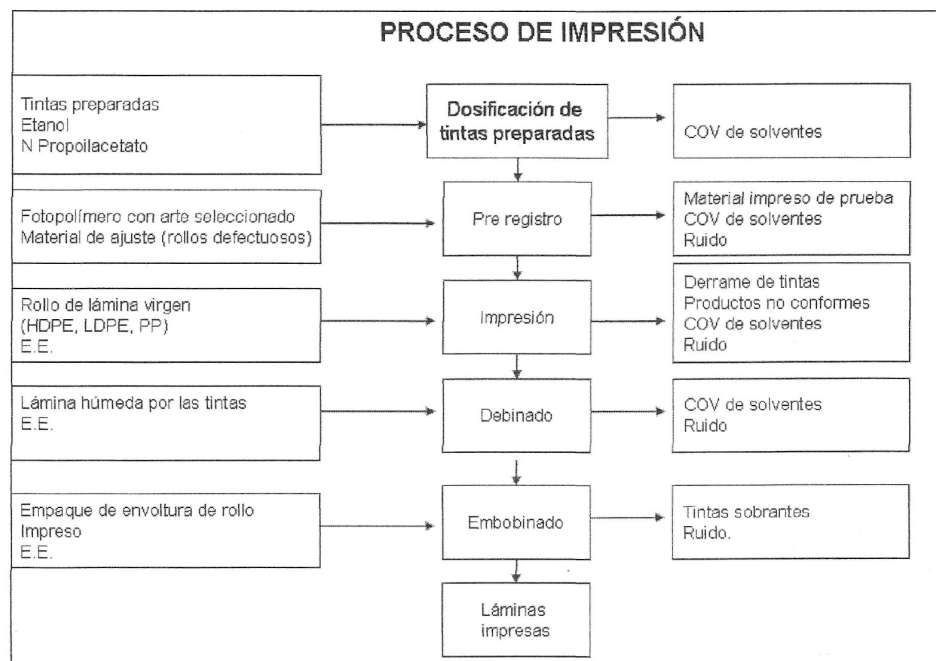 PROCESO DE IMPRESIÓN
Tintas preparadas
Etanol
N Propoilacetato
Dosificación de
tintas preparadas
COV de solventes
Fotopolímero con arte seleccionado
Material de ajuste (rollos defectuosos)
Pre registro
Material impreso de prueba
COV de solventes
Ruido
Rollo de lámina virgen
(HDPE, LDPE, PP)
E.E.
Impresión
Derrame de tintas
Productos no conformes
COV de solventes
Ruido
Lámina húmeda por las tintas
E.E.
Debinado
COV de solventes
Ruido
Empaque de envoltura de rollo
Impreso
E.E.
Embobinado
Tintas sobrantes
Ruido.
Láminas
impresas